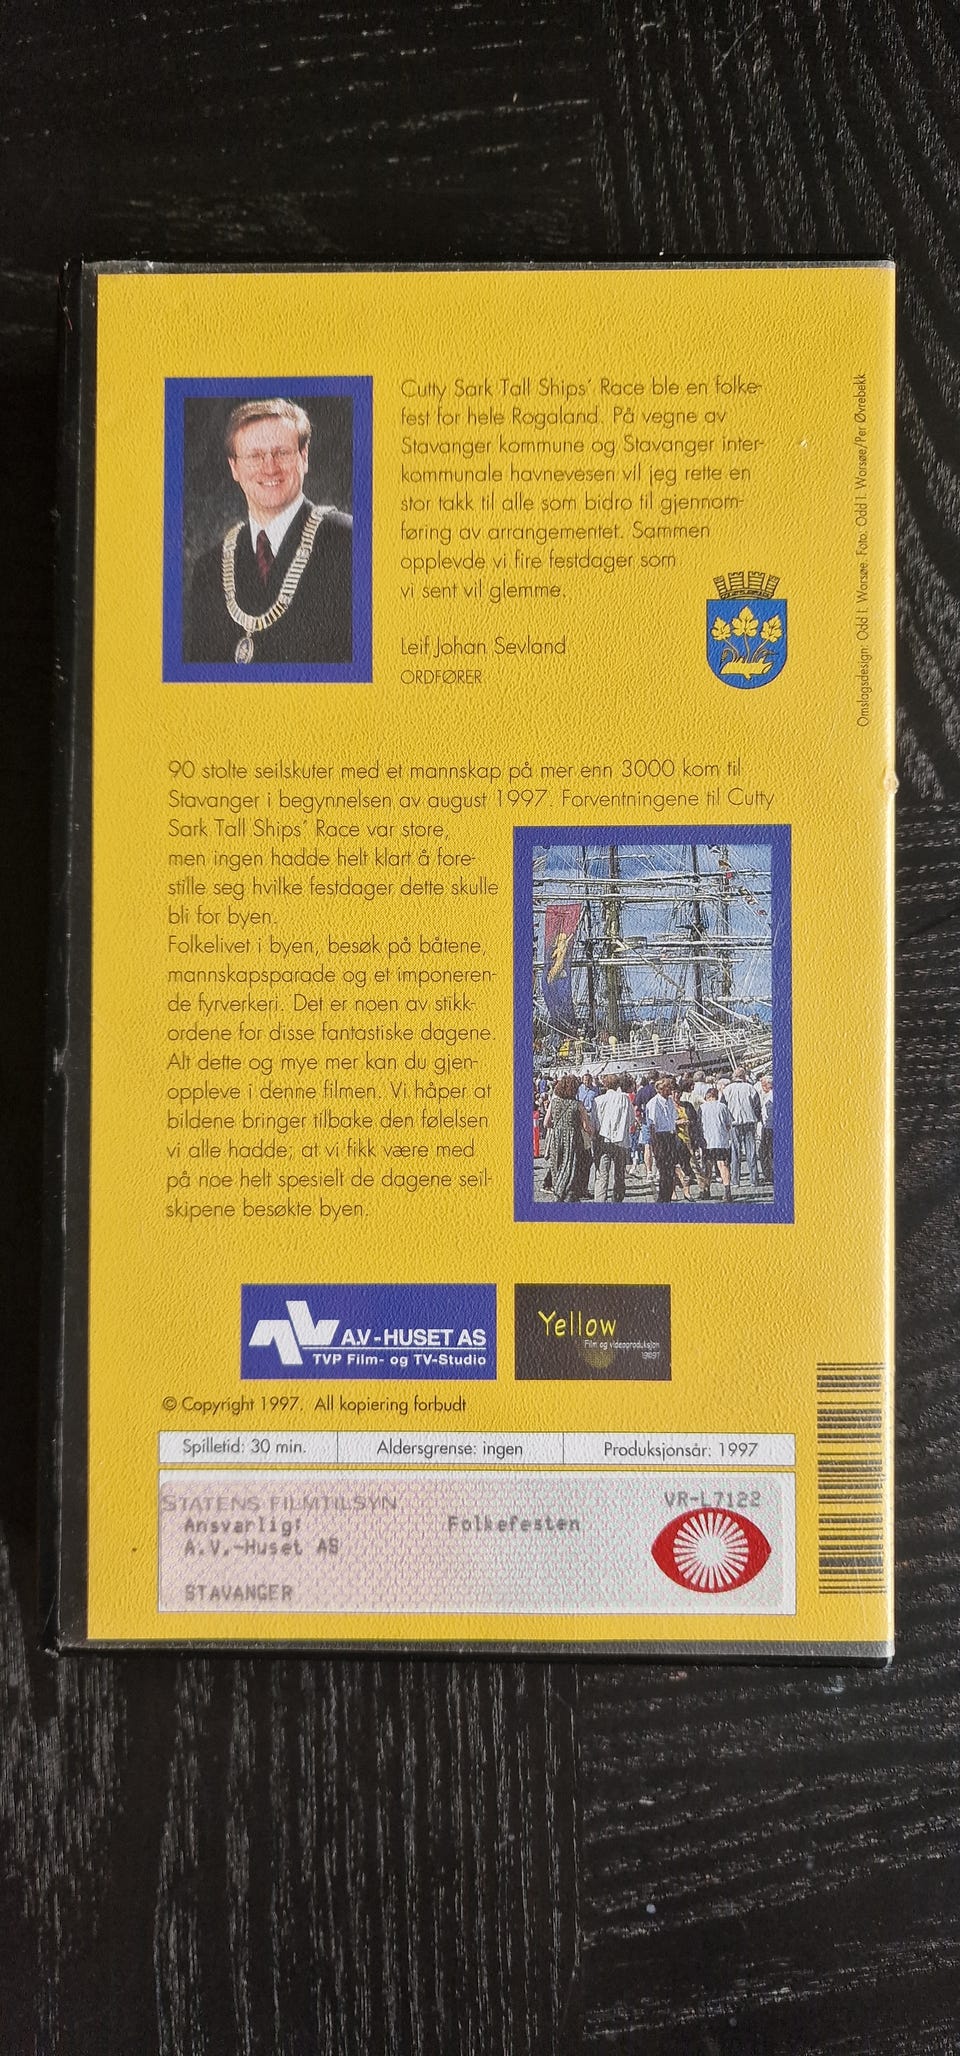 Cutty Sark Tall Ships' Race ble en folke-
fest for hele Rogaland. På vegne av
Stavanger kommune og Stavanger inter-
kommunale havnevesen vil jeg rette en
stor takk til alle som bidro til gjennom-
føring av arrangementet. Sammen
opplevde vi fire festdager som
vi sent vil glemme.
Leif Johan Sevland
ORDFØRER
Omslagsdesign: Odd I. Worsøe. Foto: Odd I. Worsøe/Per Øvrebekk
90 stolte seilskuter med et mannskap på mer enn 3000 kom til
Stavanger i begynnelsen av august 1997. Forventningene til Cutty
Sark Tall Ships' Race var store,
men ingen hadde helt klart å fore-
stille seg hvilke festdager dette skulle
bli for byen.
Folkelivet i byen, besøk på båtene,
mannskapsparade og et imponeren-
de fyrverkeri. Det er noen av stikk-
ordene for disse fantastiske dagene.
Alt dette og mye mer kan du gjen-
oppleve i denne filmen. Vi håper at
bildene bringer tilbake den følelsen
vi alle hadde; at vi fikk være med
på noe helt spesielt de dagene seil-
skipene besøkte byen.
A.V-HUSET AS
TVP Film- og TV-Studio
Yellow
Film og videoproduksjon
© Copyright 1997. All kopiering forbudt
Spilletid: 30 min. Aldersgrense: ingen Produksjonsår: 1997
STATENS FILMTILSYN VR-L7122
Ansvarlig: Folkefesten
A.V.-Huset AS
STAVANGER